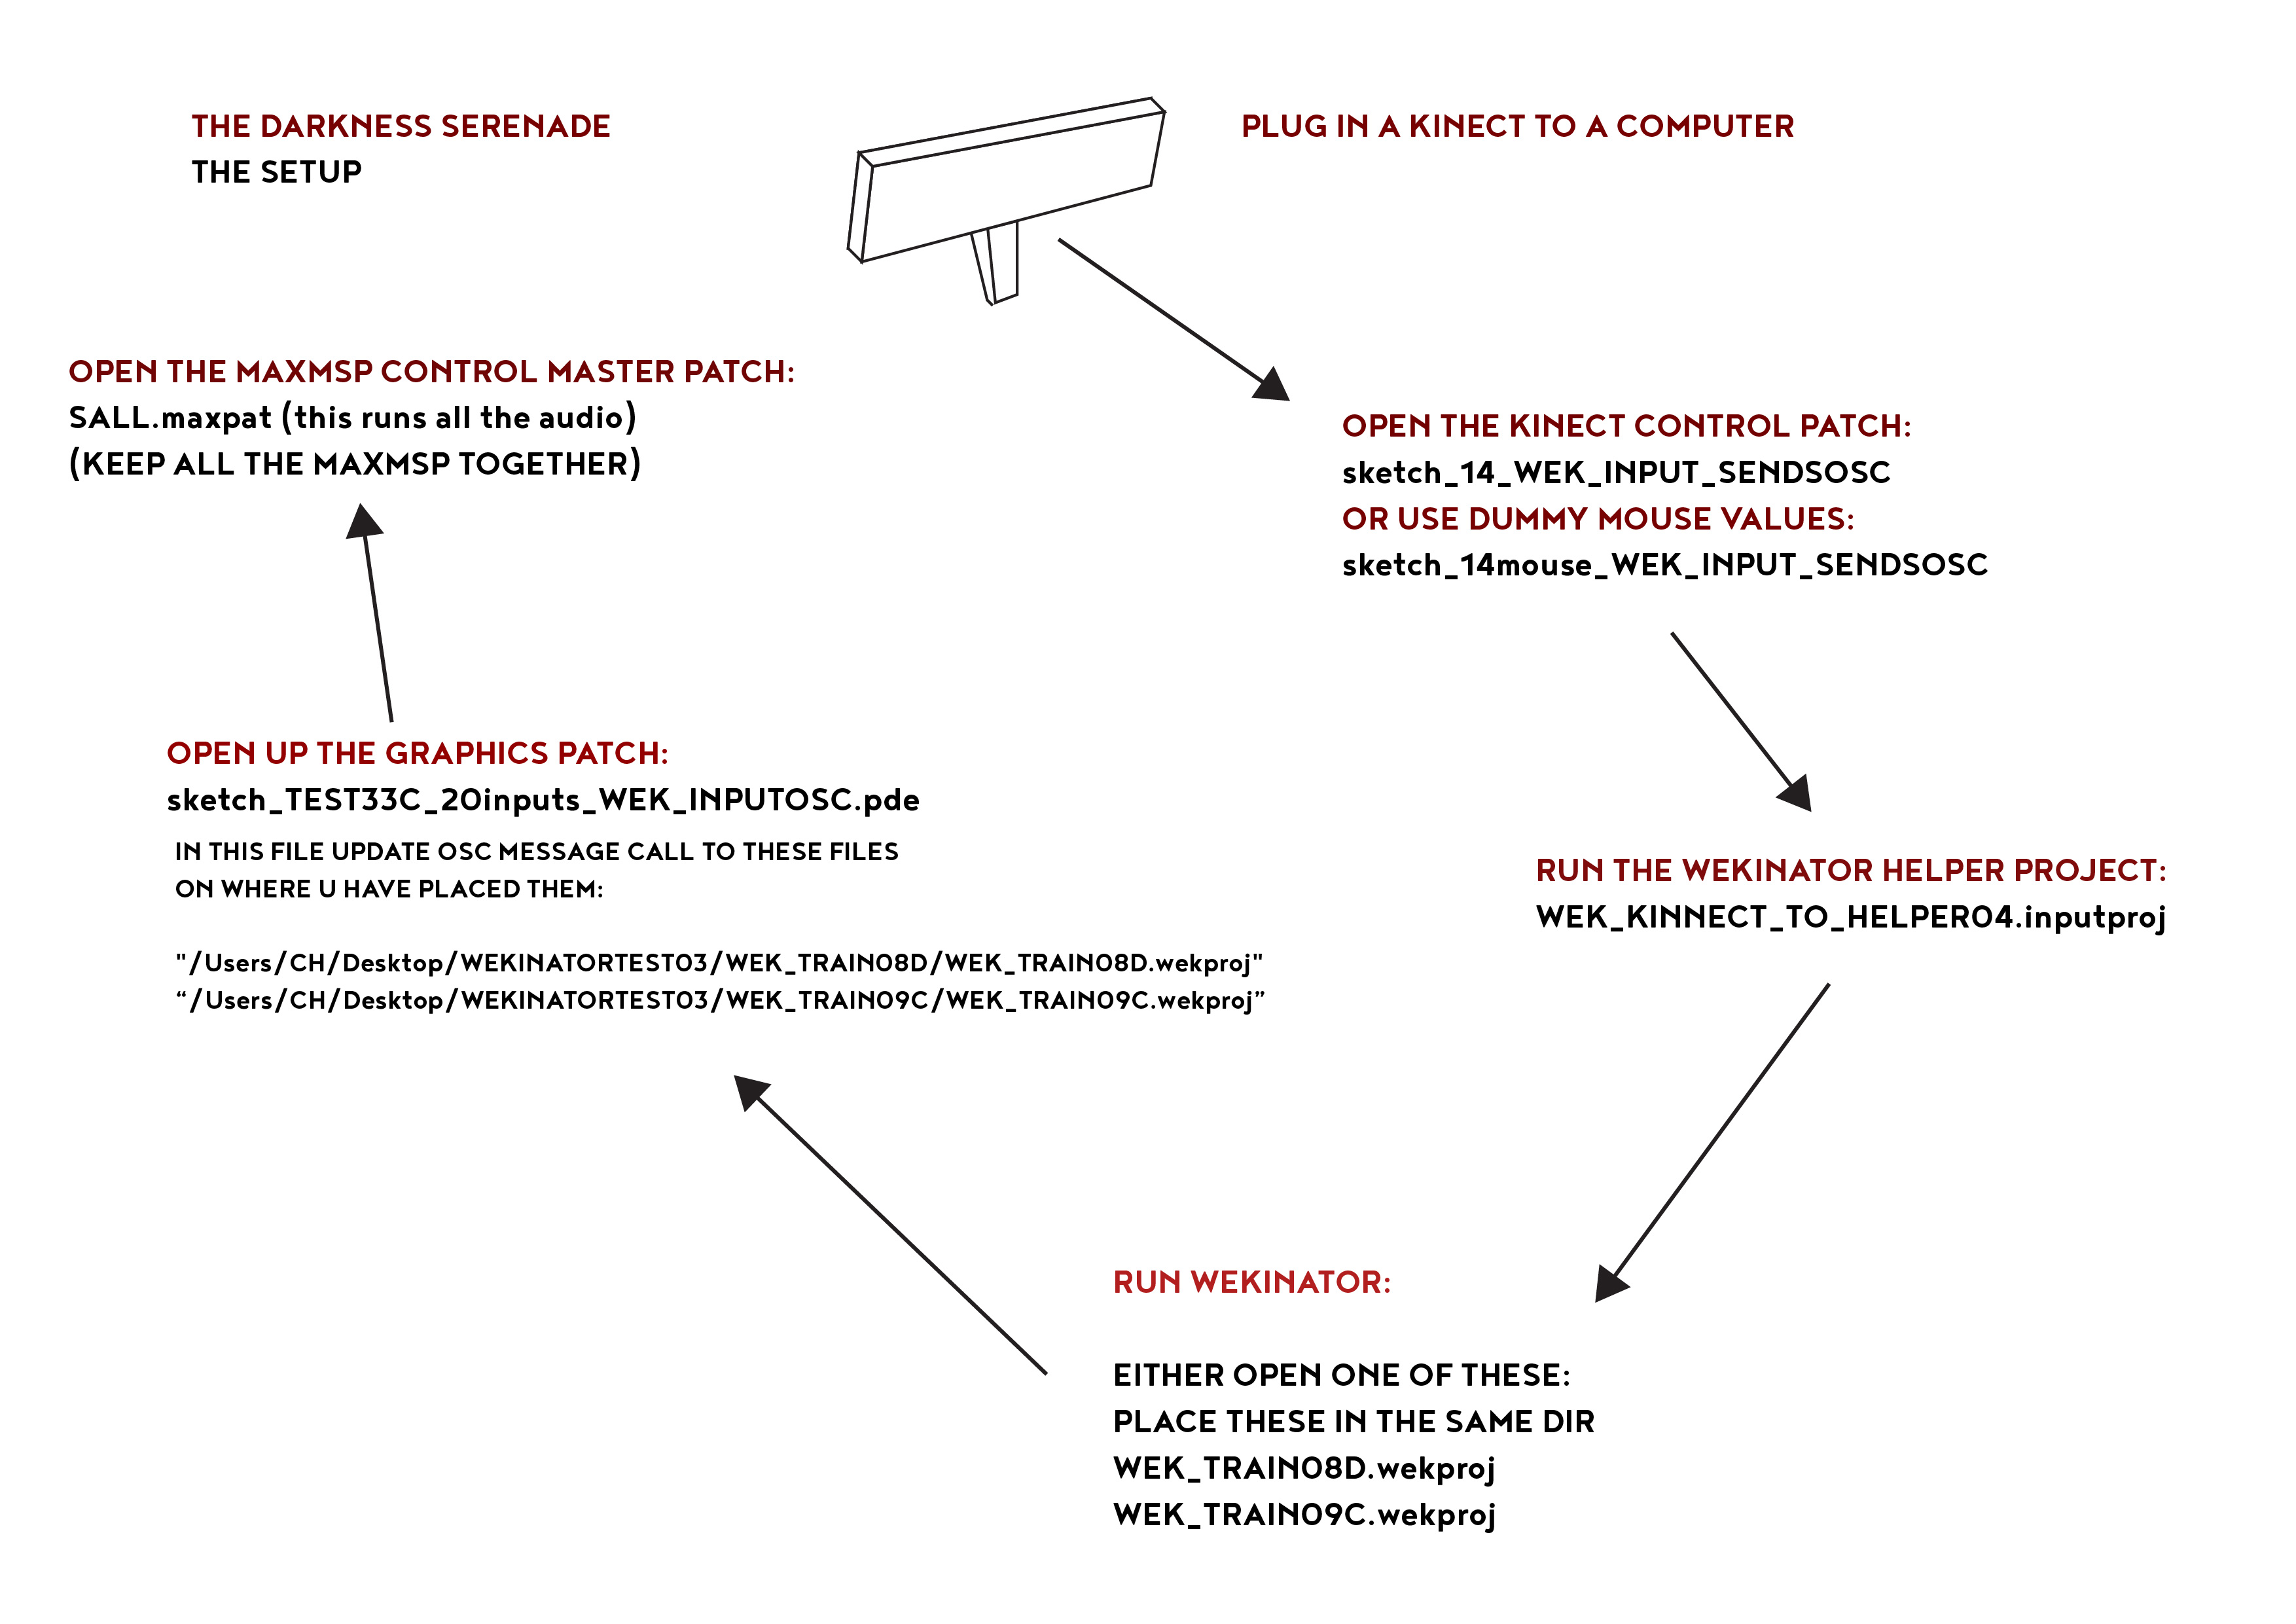 THE DARKNESS SERENADE
THE SETUP
PLUG IN A KINECT TO A COMPUTER
OPEN THE KINECT CONTROL PATCH:
sketch_14_WEK_INPUT_SENDSOSC
OR USE DUMMY MOUSE VALUES:
sketch_14mouse_WEK_INPUT_SENDSOSC
RUN THE WEKINATOR HELPER PROJECT:
WEK_KINNECT_TO_HELPER04.inputproj
RUN WEKINATOR:
EITHER OPEN ONE OF THESE:
PLACE THESE IN THE SAME DIR
WEK_TRAIN08D.wekproj
WEK_TRAIN09C.wekproj
OPEN UP THE GRAPHICS PATCH:
sketch_TEST33C_20inputs_WEK_INPUTOSC.pde
IN THIS FILE UPDATE OSC MESSAGE CALL TO THESE FILES
ON WHERE U HAVE PLACED THEM:
"/Users/CH/Desktop/WEKINATORTEST03/WEK_TRAIN08D/WEK_TRAIN08D.wekproj"
“/Users/CH/Desktop/WEKINATORTEST03/WEK_TRAIN09C/WEK_TRAIN09C.wekproj”
OPEN THE MAXMSP CONTROL MASTER PATCH:
SALL.maxpat (this runs all the audio)
(KEEP ALL THE MAXMSP TOGETHER)